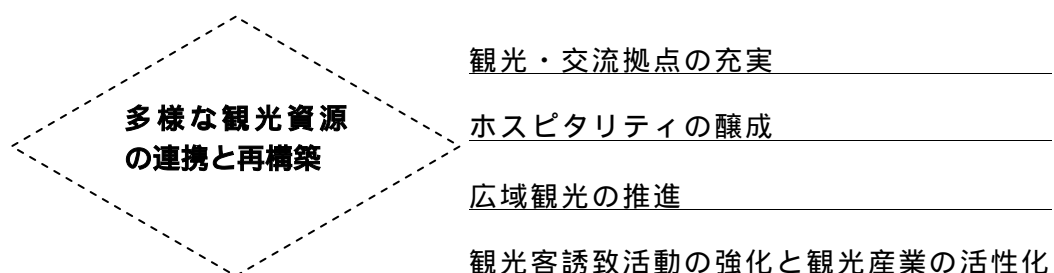 多様な観光資源
の連携と再構築
観光・交流拠点の充実
ホスピタリティの醸成
広域観光の推進
観光客誘致活動の強化と観光産業の活性化